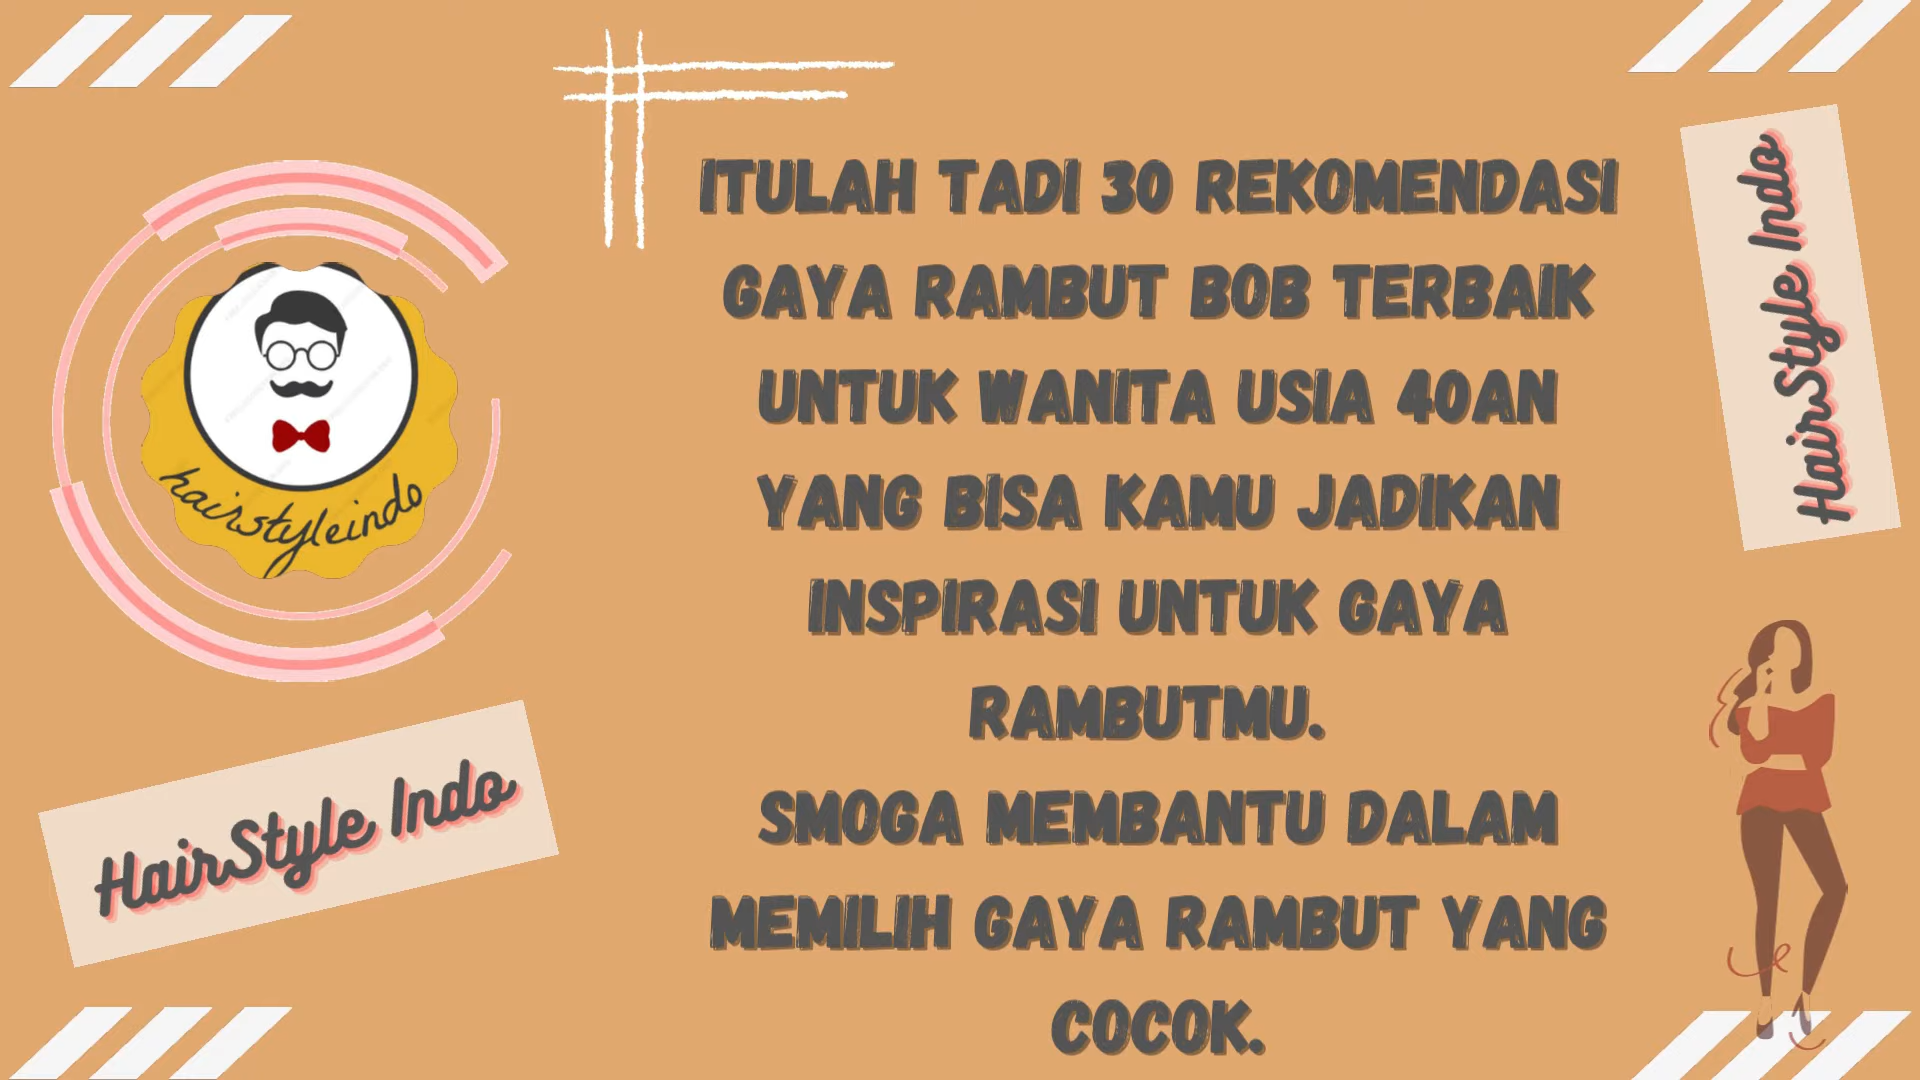 hairstyleindo
HairStyle Indo
ITULAH TADI 30 REKOMENDASI
GAYA RAMBUT BOB TERBAIK
UNTUK WANITA USIA 40AN
YANG BISA KAMU JADIKAN
INSPIRASI UNTUK GAYA
RAMBUTMU.
SMOGA MEMBANTU DALAM
MEMILIH GAYA RAMBUT YANG
COCOK.
HairStyle Indo